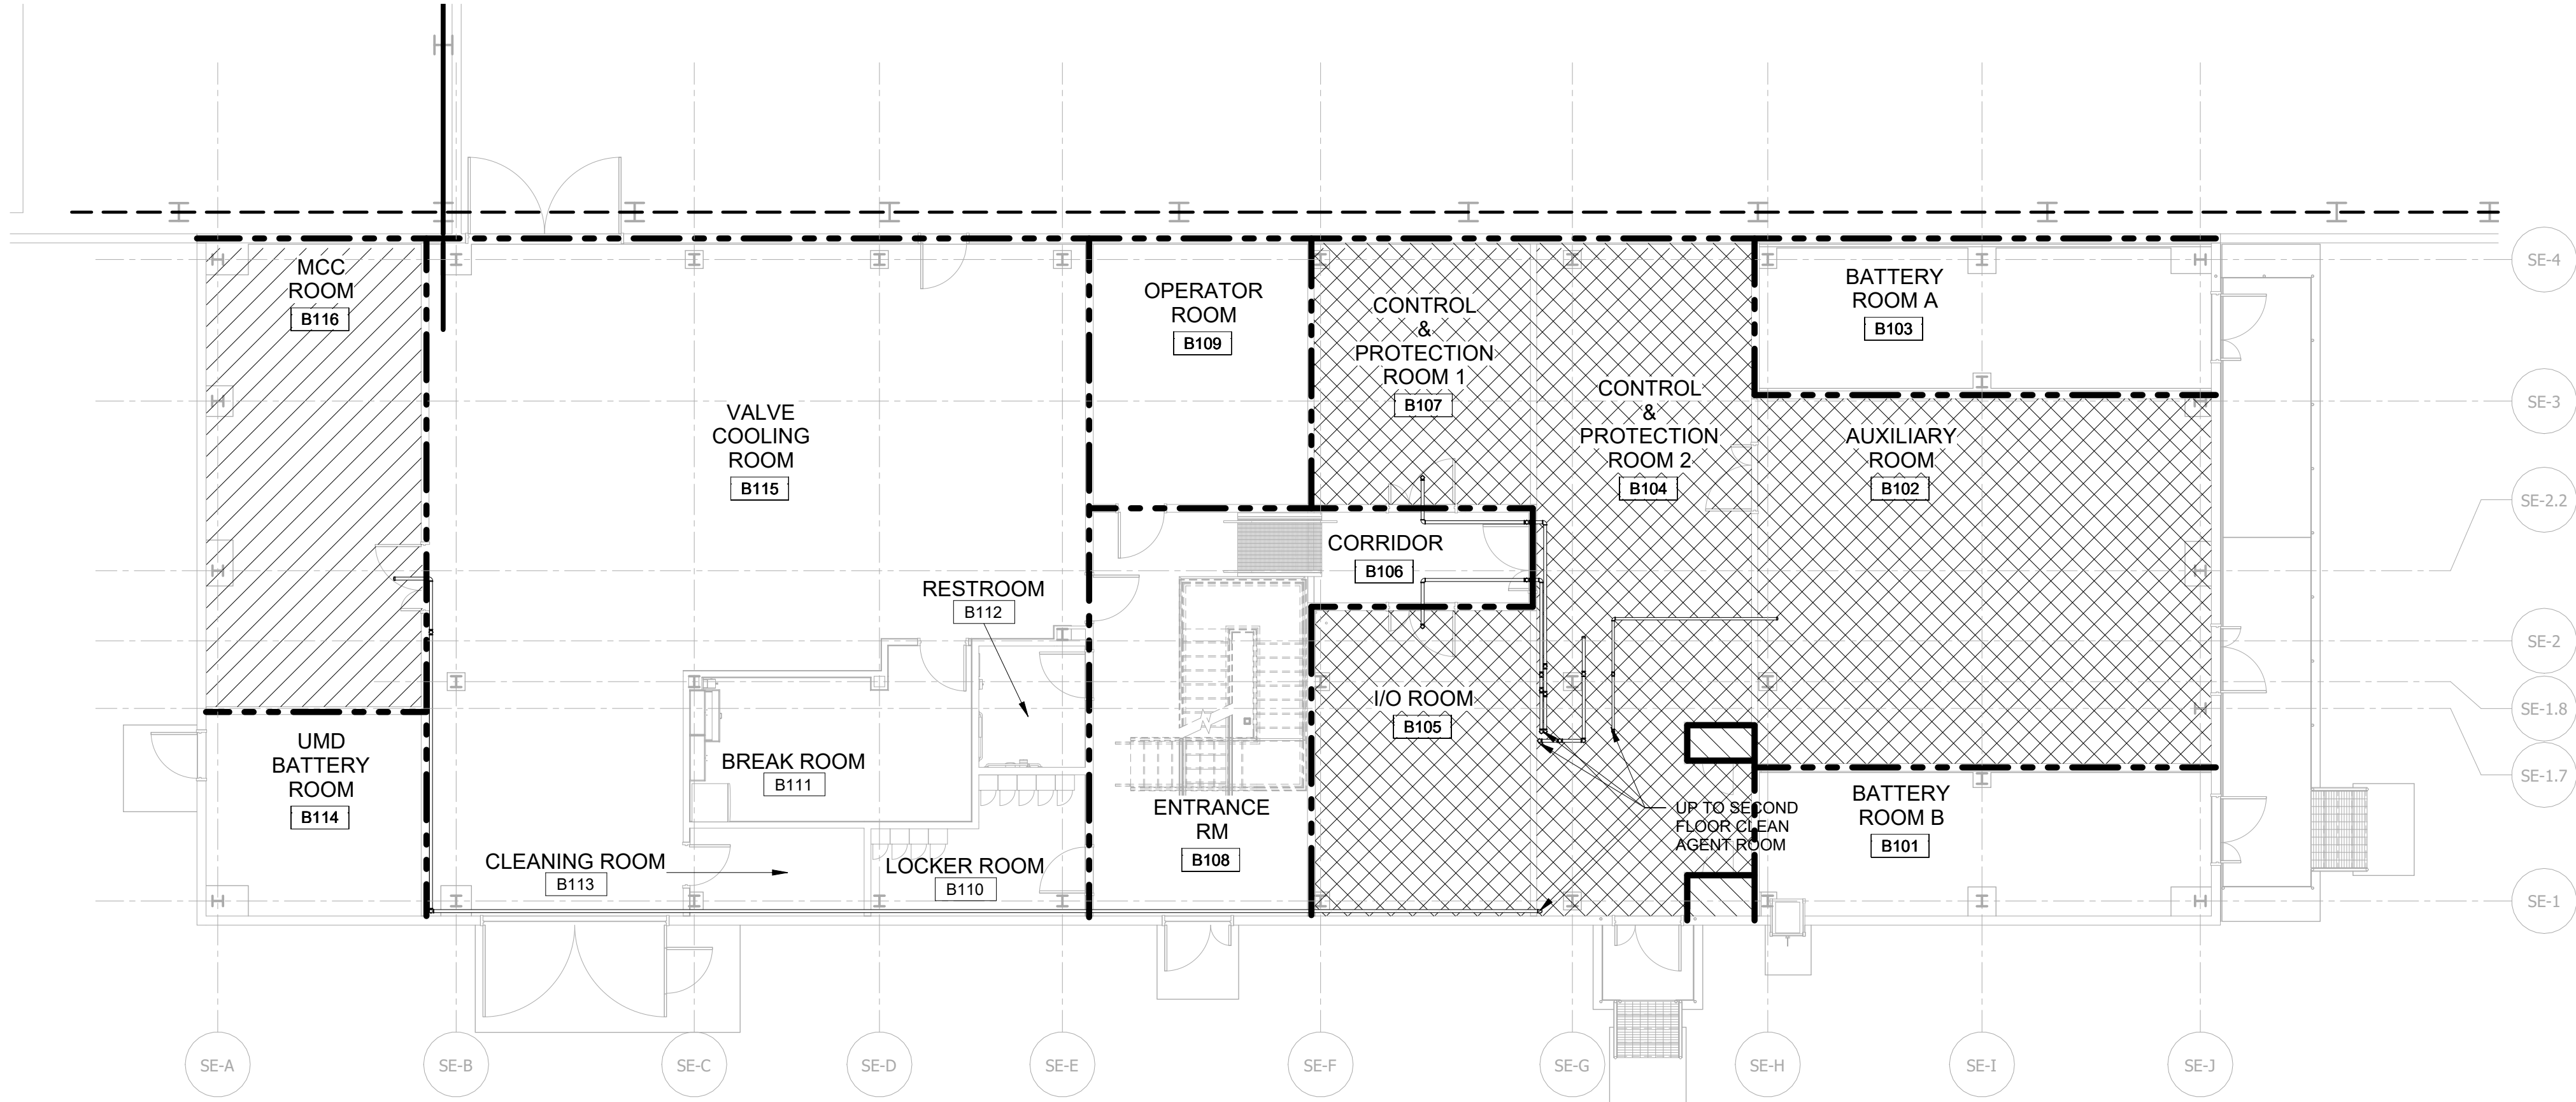 MCC
ROOM
B116
OPERATOR
ROOM
B109
CONTROL
&
PROTECTION
ROOM 1
B107
BATTERY
ROOM A
B103
SE-4
VALVE
COOLING
ROOM
B115
CONTROL
&
PROTECTION
ROOM 2
B104
AUXILIARY
ROOM
B102
SE-3
SE-2.2
CORRIDOR
B106
RESTROOM
B112
SE-2
I/O ROOM
B105
SE-1.8
UMD
BATTERY
ROOM
B114
BREAK ROOM
B111
SE-1.7
ENTRANCE
RM
B108
UP TO SECOND
FLOOR CLEAN
AGENT ROOM
BATTERY
ROOM B
B101
CLEANING ROOM
B113
LOCKER ROOM
B110
SE-1
SE-A
SE-B
SE-C
SE-D
SE-E
SE-F
SE-G
SE-H
SE-I
SE-J